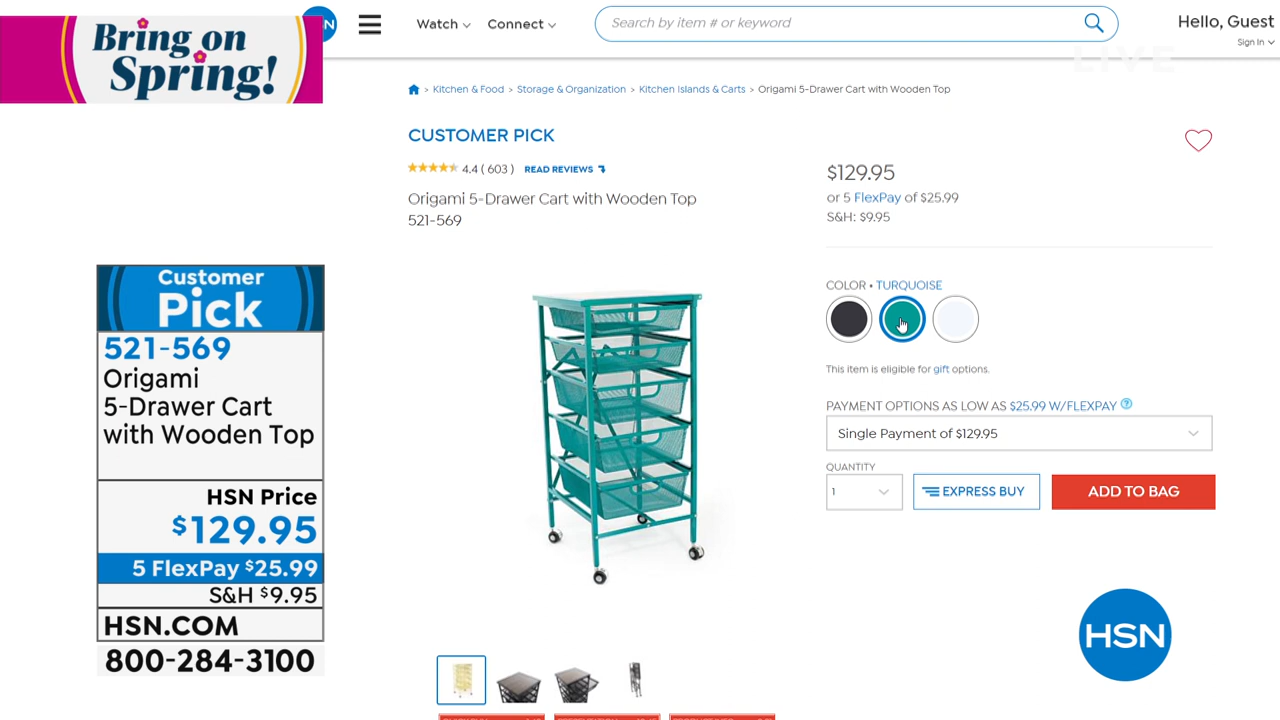 Bring on
Spring!
N
Watch
Connect
Search by item # or keyword
Hello, Guest
Sign In
LIVE
> Kitchen & Food > Storage & Organization > Kitchen Islands & Carts > Origami 5-Drawer Cart with Wooden Top
CUSTOMER PICK
4.4 ( 603 ) READ REVIEWS
Origami 5-Drawer Cart with Wooden Top
521-569
$129.95
or 5 FlexPay of $25.99
S&H: $9.95
COLOR • TURQUOISE
This item is eligible for gift options.
PAYMENT OPTIONS AS LOW AS $25.99 W/FLEXPAY ?
Single Payment of $129.95
QUANTITY
1
EXPRESS BUY
ADD TO BAG
Customer
Pick
521-569
Origami
5-Drawer Cart
with Wooden Top
HSN Price
$129.95
5 FlexPay $25.99
S&H $9.95
HSN.COM
800-284-3100
HSN